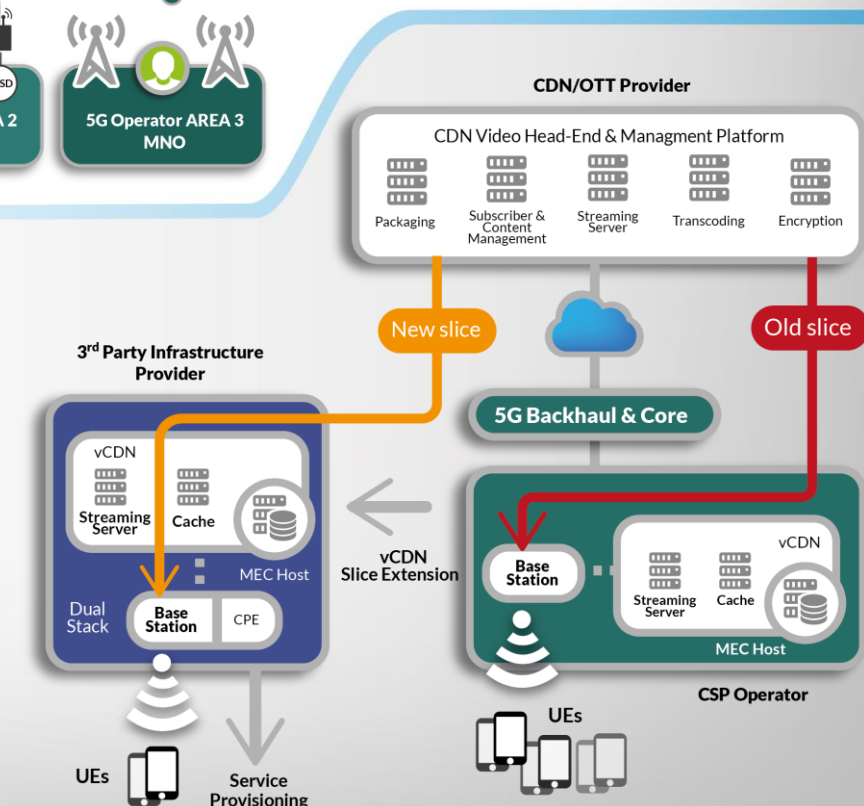 SD
A 2
5G Operator AREA 3
MNO
CDN/OTT Provider
CDN Video Head-End & Managment Platform
Packaging
Subscriber &
Content
Management
Streaming
Server
Transcoding
Encryption
New slice
Old slice
3rd Party Infrastructure
Provider
5G Backhaul & Core
vCDN
Streaming
Server
Cache
MEC Host
Dual
Stack
Base
Station
CPE
vCDN
Slice Extension
Base
Station
vCDN
Streaming
Server
Cache
MEC Host
CSP Operator
UEs
UEs
Service
Provisioning